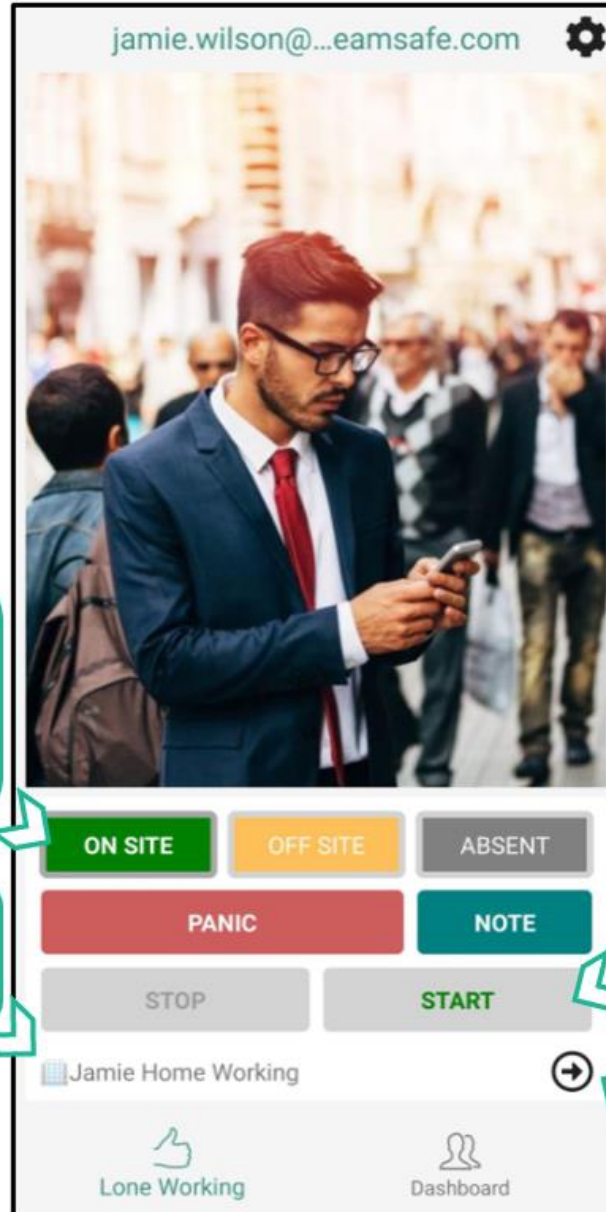 jamie.wilson@...eamsafe.com
ON SITE OFF SITE ABSENT
PANIC NOTE
STOP START
Jamie Home Working
Lone Working Dashboard